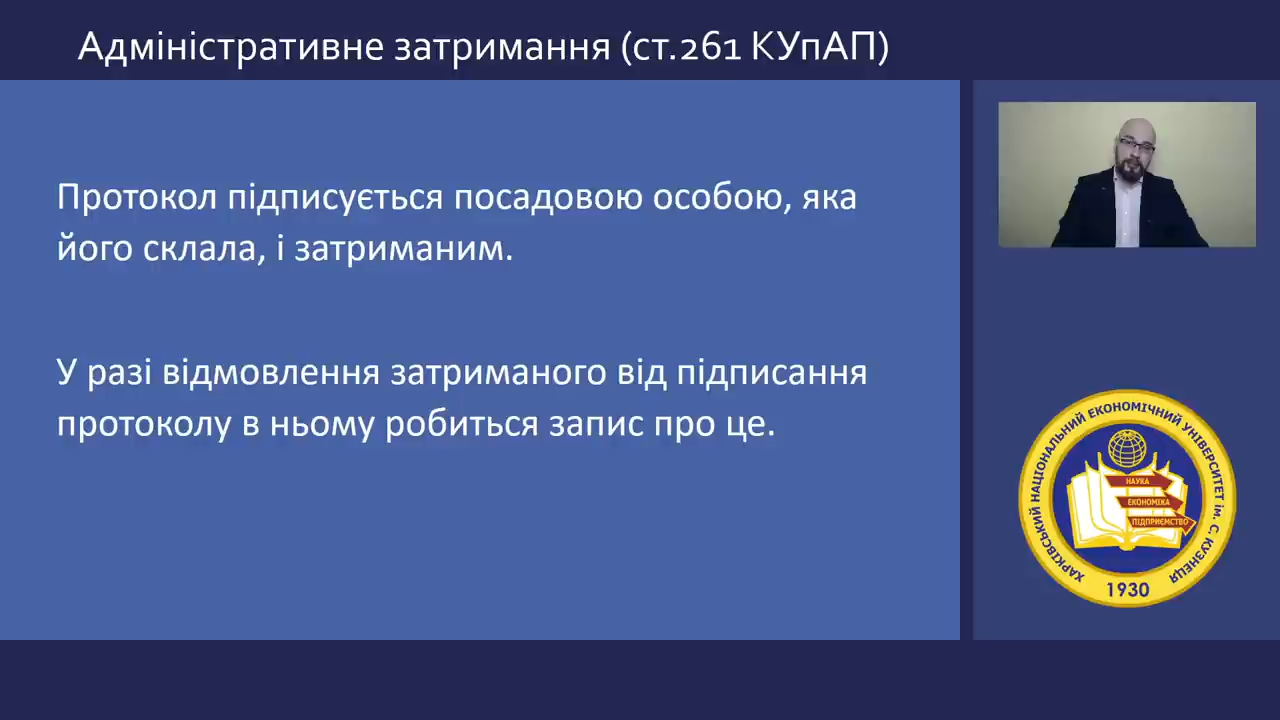 Адміністративне затримання (ст.261 КУпАП)
Протокол підписується посадовою особою, яка
його склала, і затриманим.
У разі відмовлення затриманого від підписання
протоколу в ньому робиться запис про це.
ХАРКІВСЬКИЙ НАЦІОНАЛЬНИЙ ЕКОНОМІЧНИЙ УНІВЕРСИТЕТ ім. С. КУЗНЕЦЯ
НАУКА
ЕКОНОМІКА
ПІДПРИЄМСТВО
1930